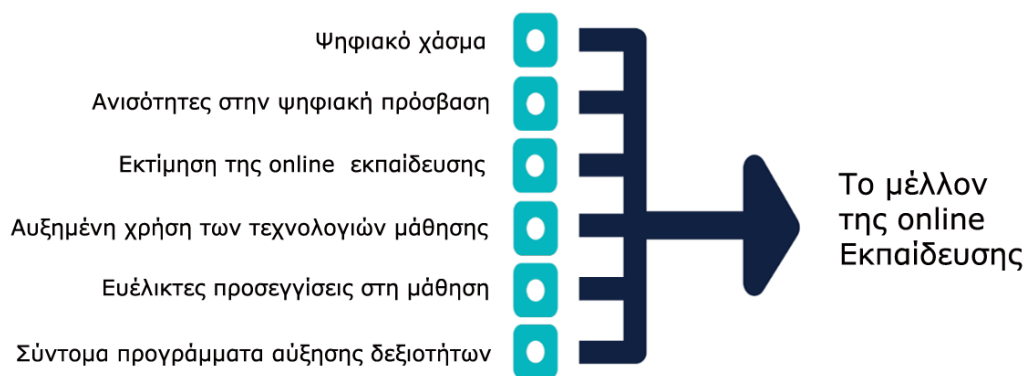 Ψηφιακό χάσμα
Ανισότητες στην ψηφιακή πρόσβαση
Εκτίμηση της online εκπαίδευσης
Αυξημένη χρήση των τεχνολογιών μάθησης
Ευέλικτες προσεγγίσεις στη μάθηση
Σύντομα προγράμματα αύξησης δεξιοτήτων
Το μέλλον
της online
Εκπαίδευσης